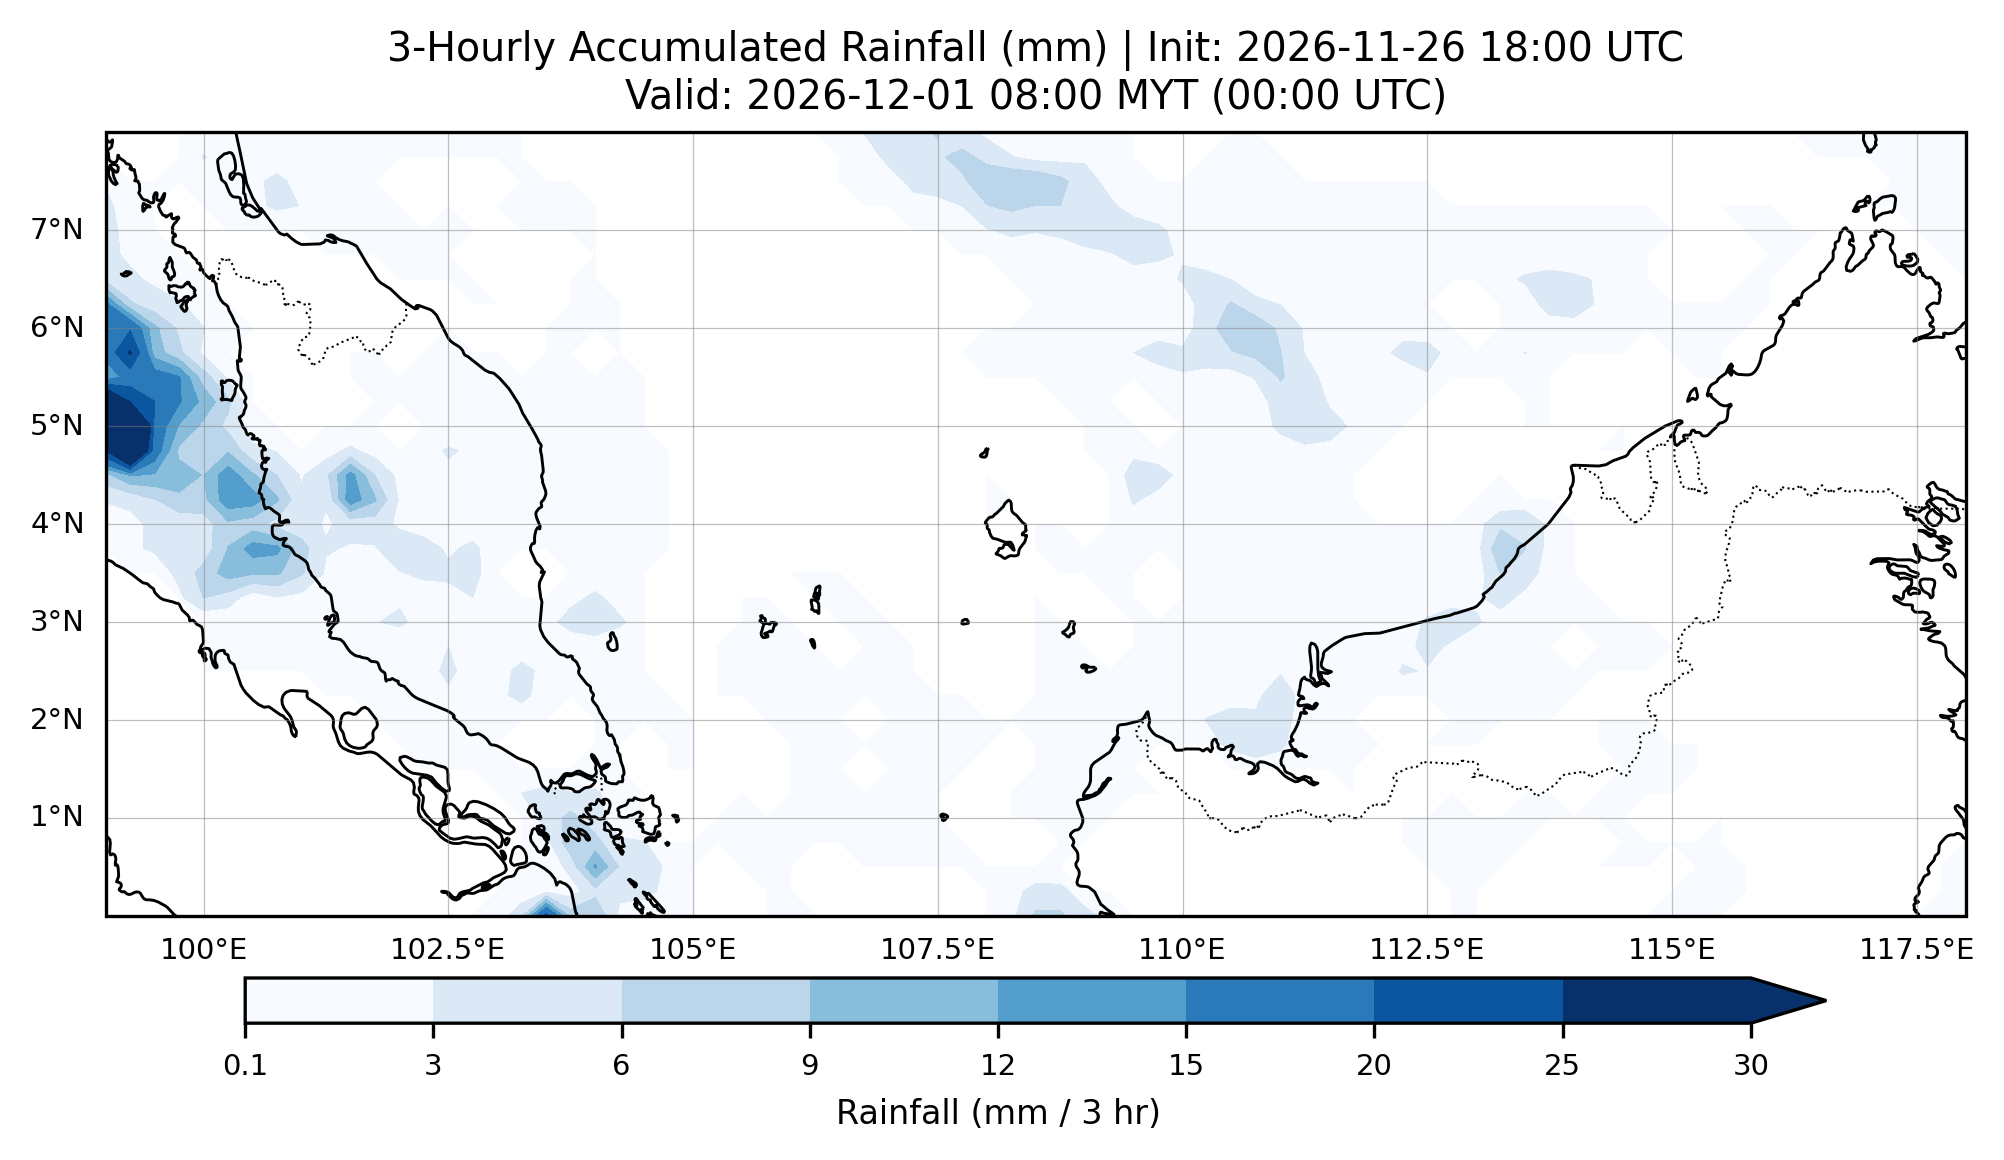 3-Hourly Accumulated Rainfall (mm) | Init: 2026-11-26 18:00 UTC
Valid: 2026-12-01 08:00 MYT (00:00 UTC)
7°N
6°N
5°N
4°N
3°N
2°N
1°N
100°E 102.5°E 105°E 107.5°E 110°E 112.5°E 115°E 117.5°E
0.1 3 6 9 12 15 20 25 30
Rainfall (mm / 3 hr)